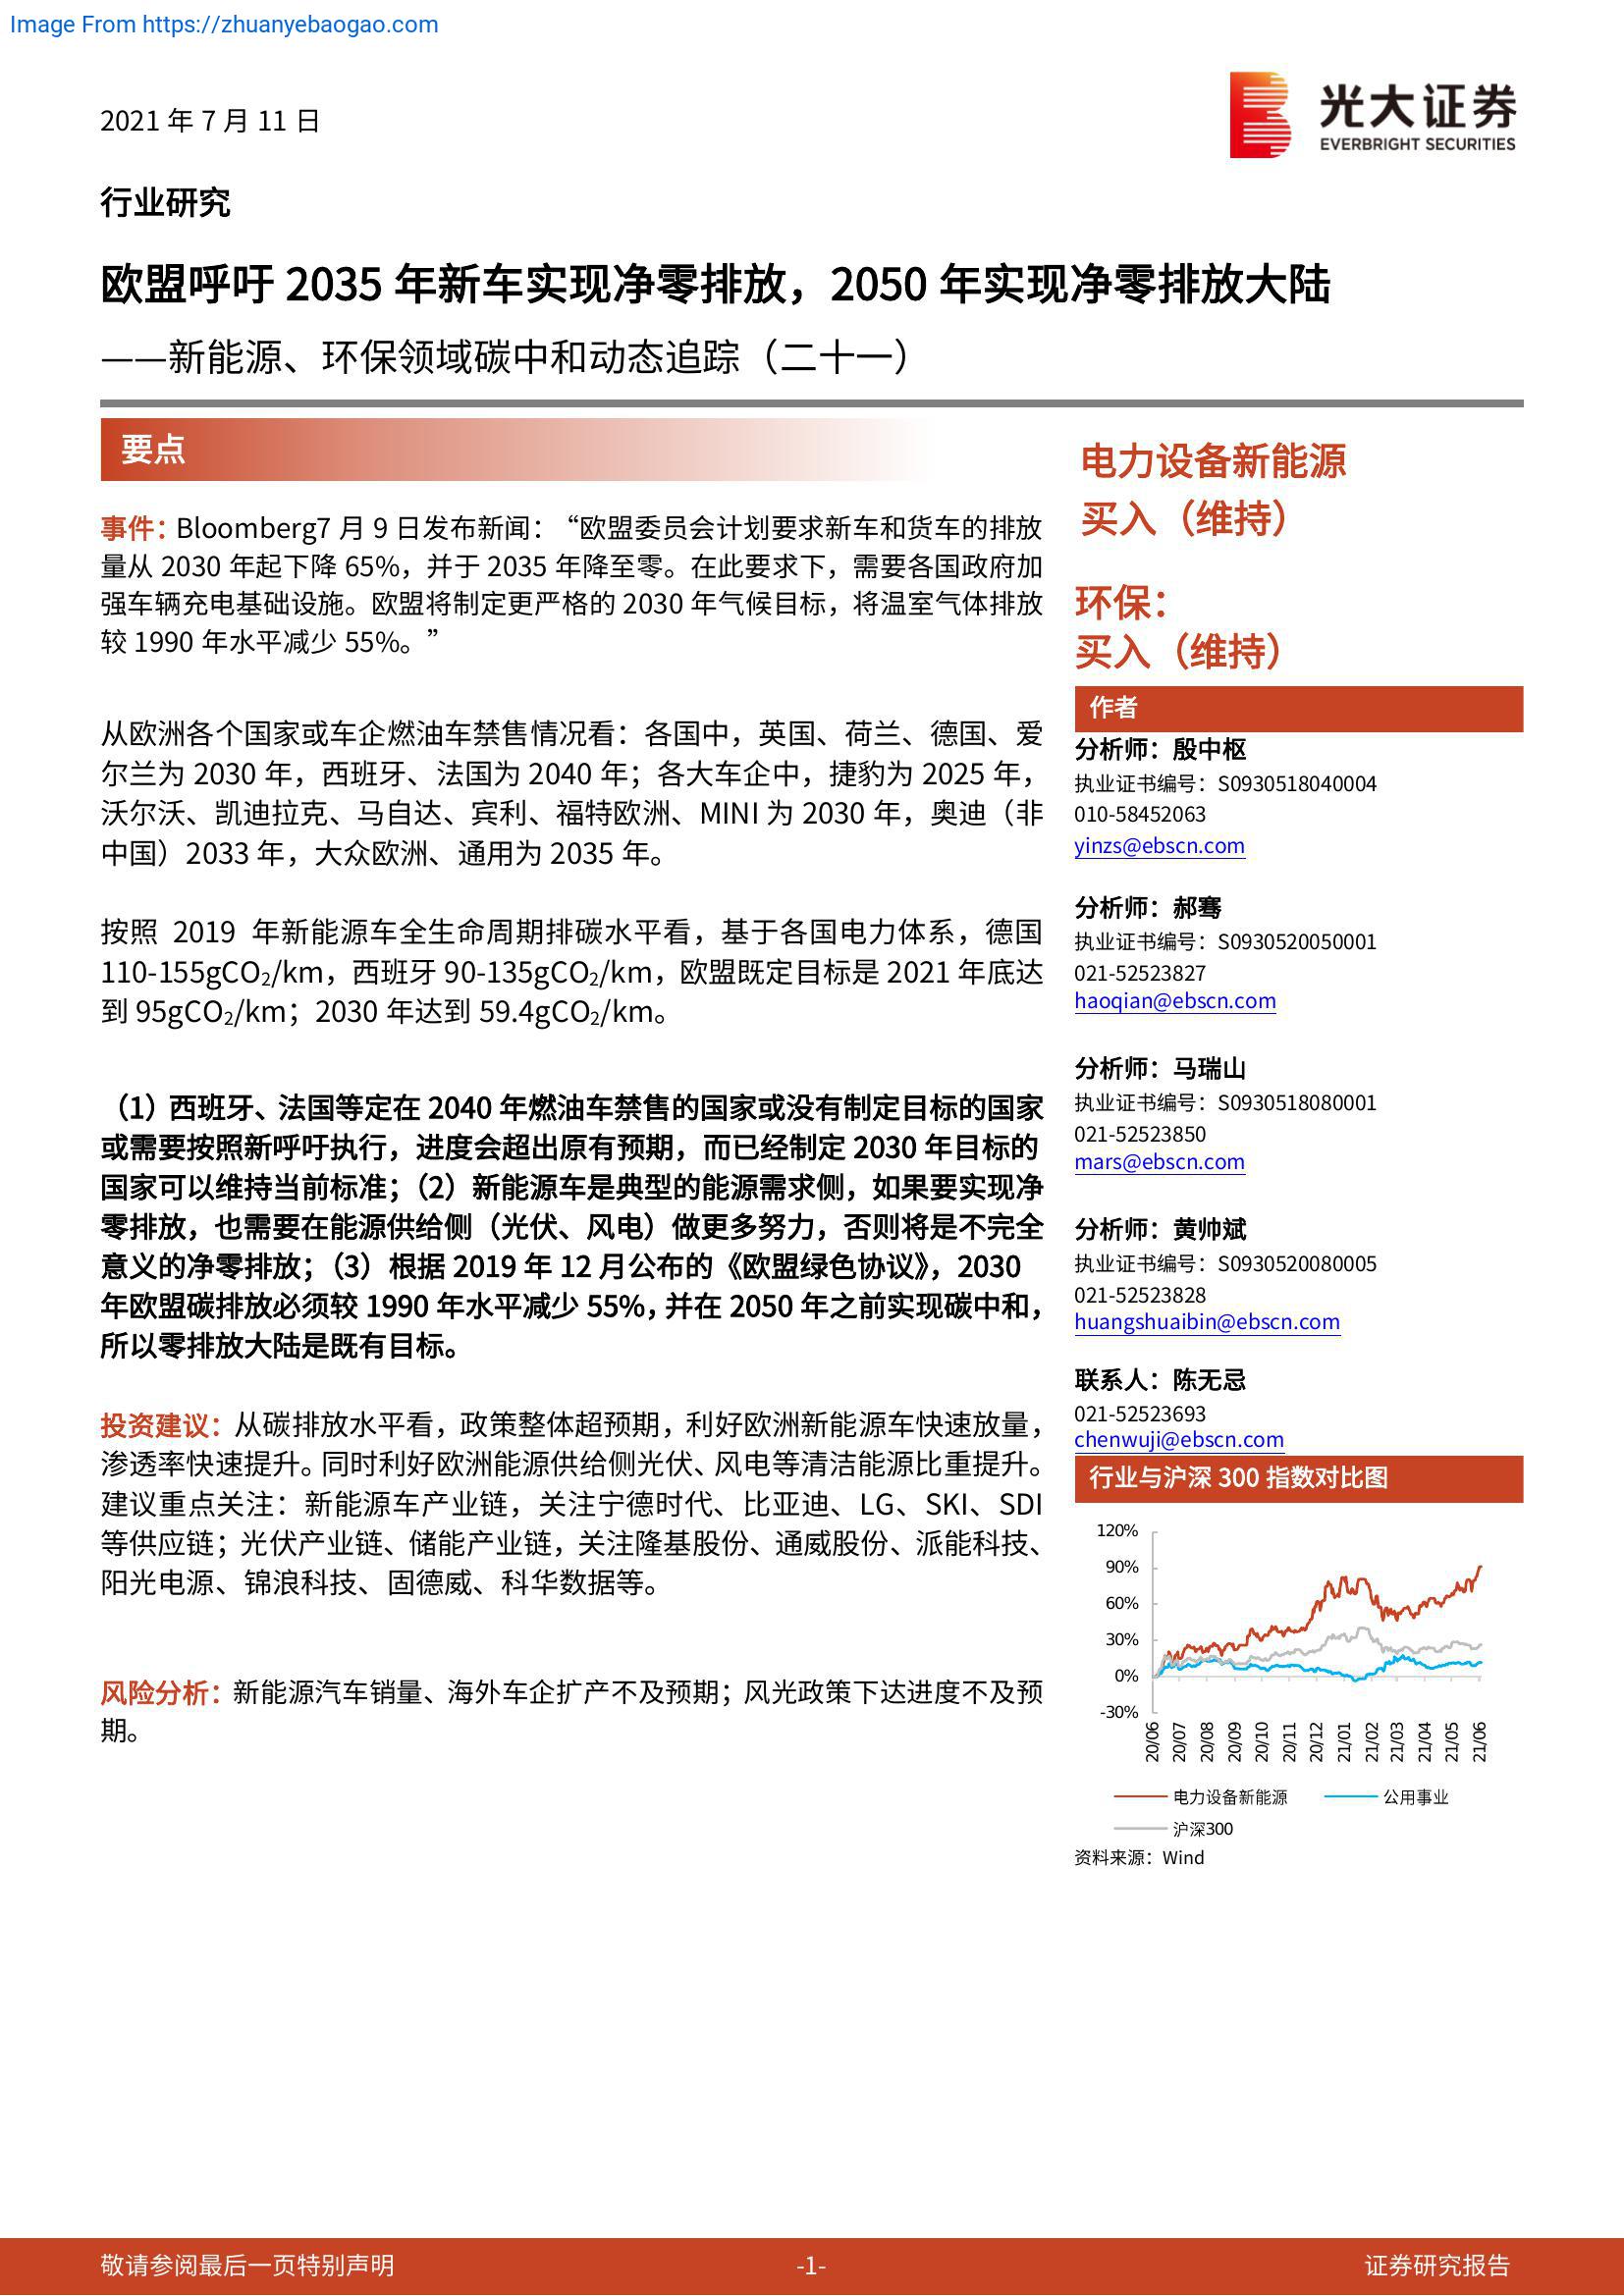 Image From https://zhuanyebaogao.com
2021 年 7 月 11 日
光大证券
EVERBRIGHT SECURITIES
行业研究
欧盟呼吁 2035 年新车实现净零排放，2050 年实现净零排放大陆
——新能源、环保领域碳中和动态追踪（二十一）
要点
事件：Bloomberg7 月 9 日发布新闻：“欧盟委员会计划要求新车和货车的排放
量从 2030 年起下降 65%，并于 2035 年降至零。在此要求下，需要各国政府加
强车辆充电基础设施。欧盟将制定更严格的 2030 年气候目标，将温室气体排放
较 1990 年水平减少 55%。”
从欧洲各个国家或车企燃油车禁售情况看：各国中，英国、荷兰、德国、爱
尔兰为 2030 年，西班牙、法国为 2040 年；各大车企中，捷豹为 2025 年，
沃尔沃、凯迪拉克、马自达、宾利、福特欧洲、MINI 为 2030 年，奥迪（非
中国）2033 年，大众欧洲、通用为 2035 年。
按照 2019 年新能源车全生命周期排碳水平看，基于各国电力体系，德国
110-155gCO₂/km，西班牙 90-135gCO₂/km，欧盟既定目标是 2021 年底达
到 95gCO₂/km；2030 年达到 59.4gCO₂/km。
（1）西班牙、法国等定在 2040 年燃油车禁售的国家或没有制定目标的国家
或需要按照新呼吁执行，进度会超出原有预期，而已经制定 2030 年目标的
国家可以维持当前标准；（2）新能源车是典型的能源需求侧，如果要实现净
零排放，也需要在能源供给侧（光伏、风电）做更多努力，否则将是不完全
意义的净零排放；（3）根据 2019 年 12 月公布的《欧盟绿色协议》，2030
年欧盟碳排放必须较 1990 年水平减少 55%，并在 2050 年之前实现碳中和，
所以零排放大陆是既有目标。
投资建议：从碳排放水平看，政策整体超预期，利好欧洲新能源车快速放量，
渗透率快速提升。同时利好欧洲能源供给侧光伏、风电等清洁能源比重提升。
建议重点关注：新能源车产业链，关注宁德时代、比亚迪、LG、SKI、SDI
等供应链；光伏产业链、储能产业链，关注隆基股份、通威股份、派能科技、
阳光电源、锦浪科技、固德威、科华数据等。
风险分析：新能源汽车销量、海外车企扩产不及预期；风光政策下达进度不及预
期。
电力设备新能源
买入（维持）
环保：
买入（维持）
作者
分析师：殷中枢
执业证书编号：S0930518040004
010-58452063
yinzs@ebscn.com
分析师：郝骞
执业证书编号：S0930520050001
021-52523827
haoqian@ebscn.com
分析师：马瑞山
执业证书编号：S0930518080001
021-52523850
mars@ebscn.com
分析师：黄帅斌
执业证书编号：S0930520080005
021-52523828
huangshuaibin@ebscn.com
联系人：陈无忌
021-52523693
chenwuji@ebscn.com
行业与沪深 300 指数对比图
120%
90%
60%
30%
0%
-30%
20/06 20/07 20/08 20/09 20/10 20/11 20/12 21/01 21/02 21/03 21/04 21/05 21/06
电力设备新能源 公用事业
沪深300
资料来源：Wind
敬请参阅最后一页特别声明 -1- 证券研究报告